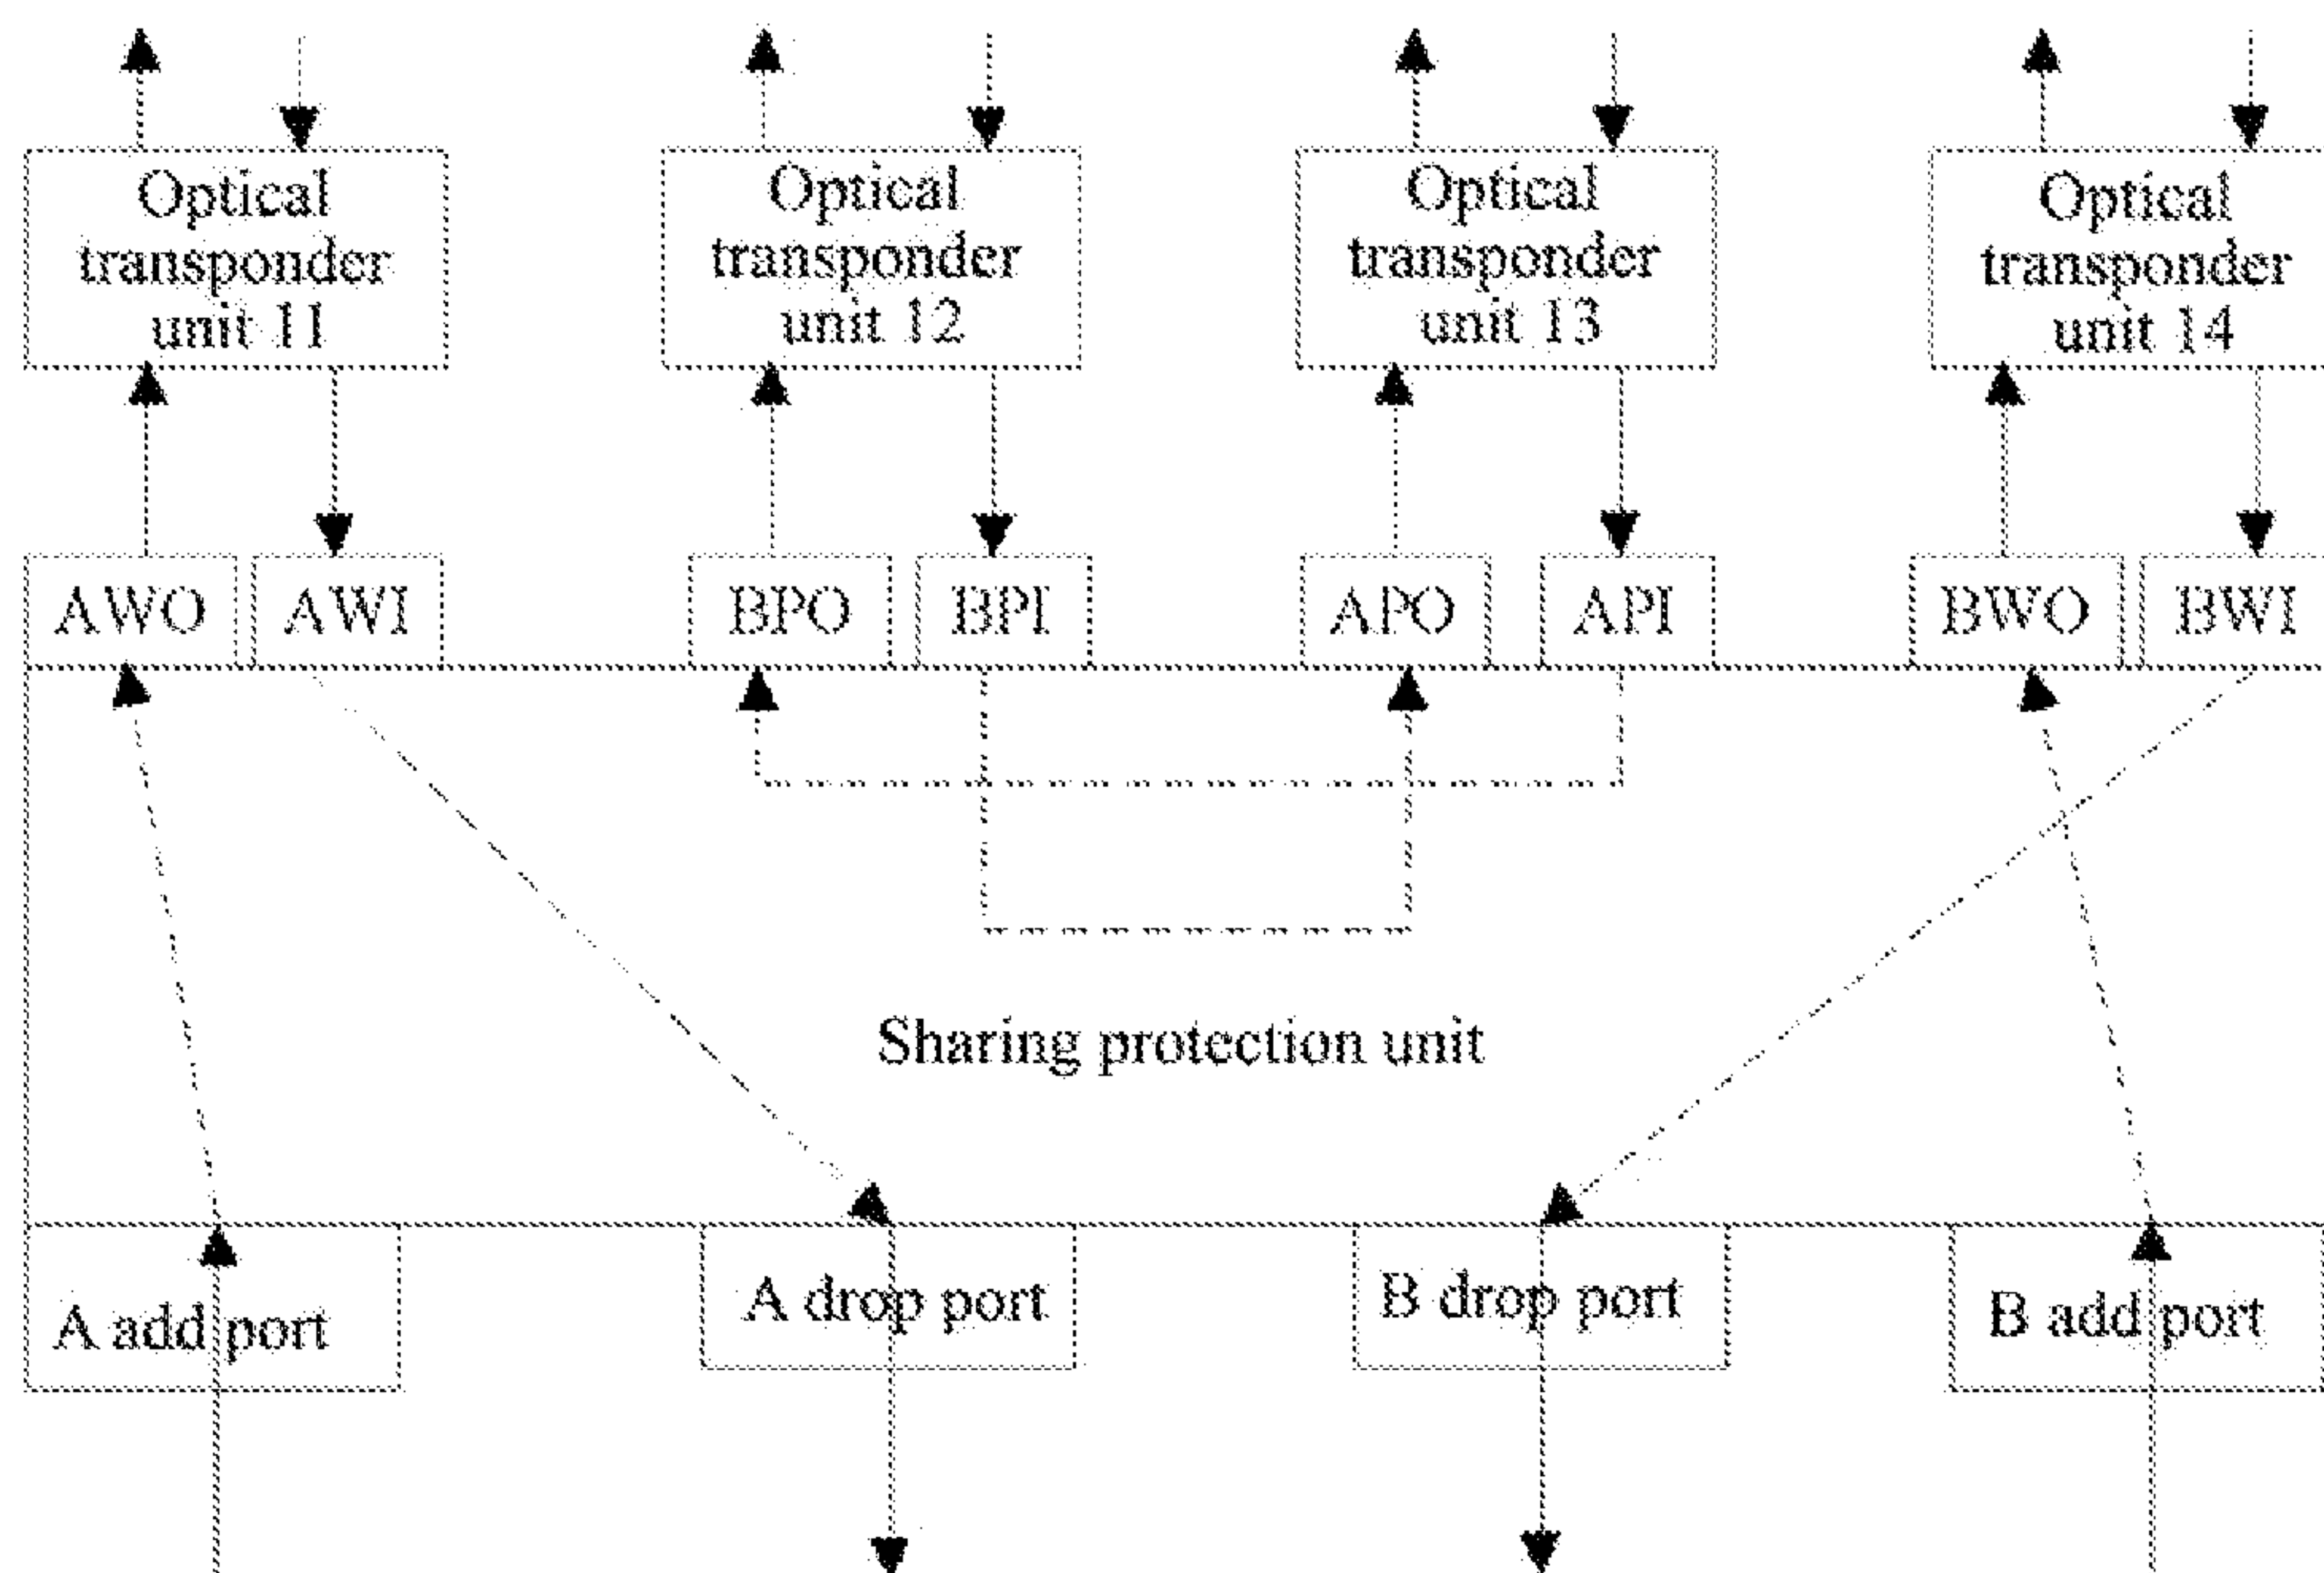 Optical
transponder
unit 11
Optical
transponder
unit 12
Optical
transponder
unit 13
Optical
transponder
unit 14
AWO
AWI
BPO
BPI
APO
API
BWO
BWI
Sharing protection unit
A add port
A drop port
B drop port
B add port